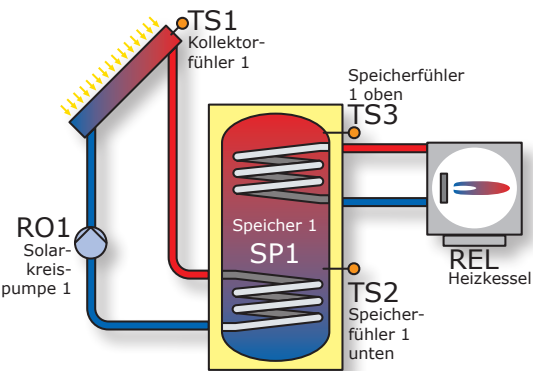 TS1
Kollektor-
fühler 1
Speicherfühler
1 oben
TS3
RO1
Solar-
kreis-
pumpe 1
Speicher 1
SP1
REL
Heizkessel
TS2
Speicher-
fühler 1
unten